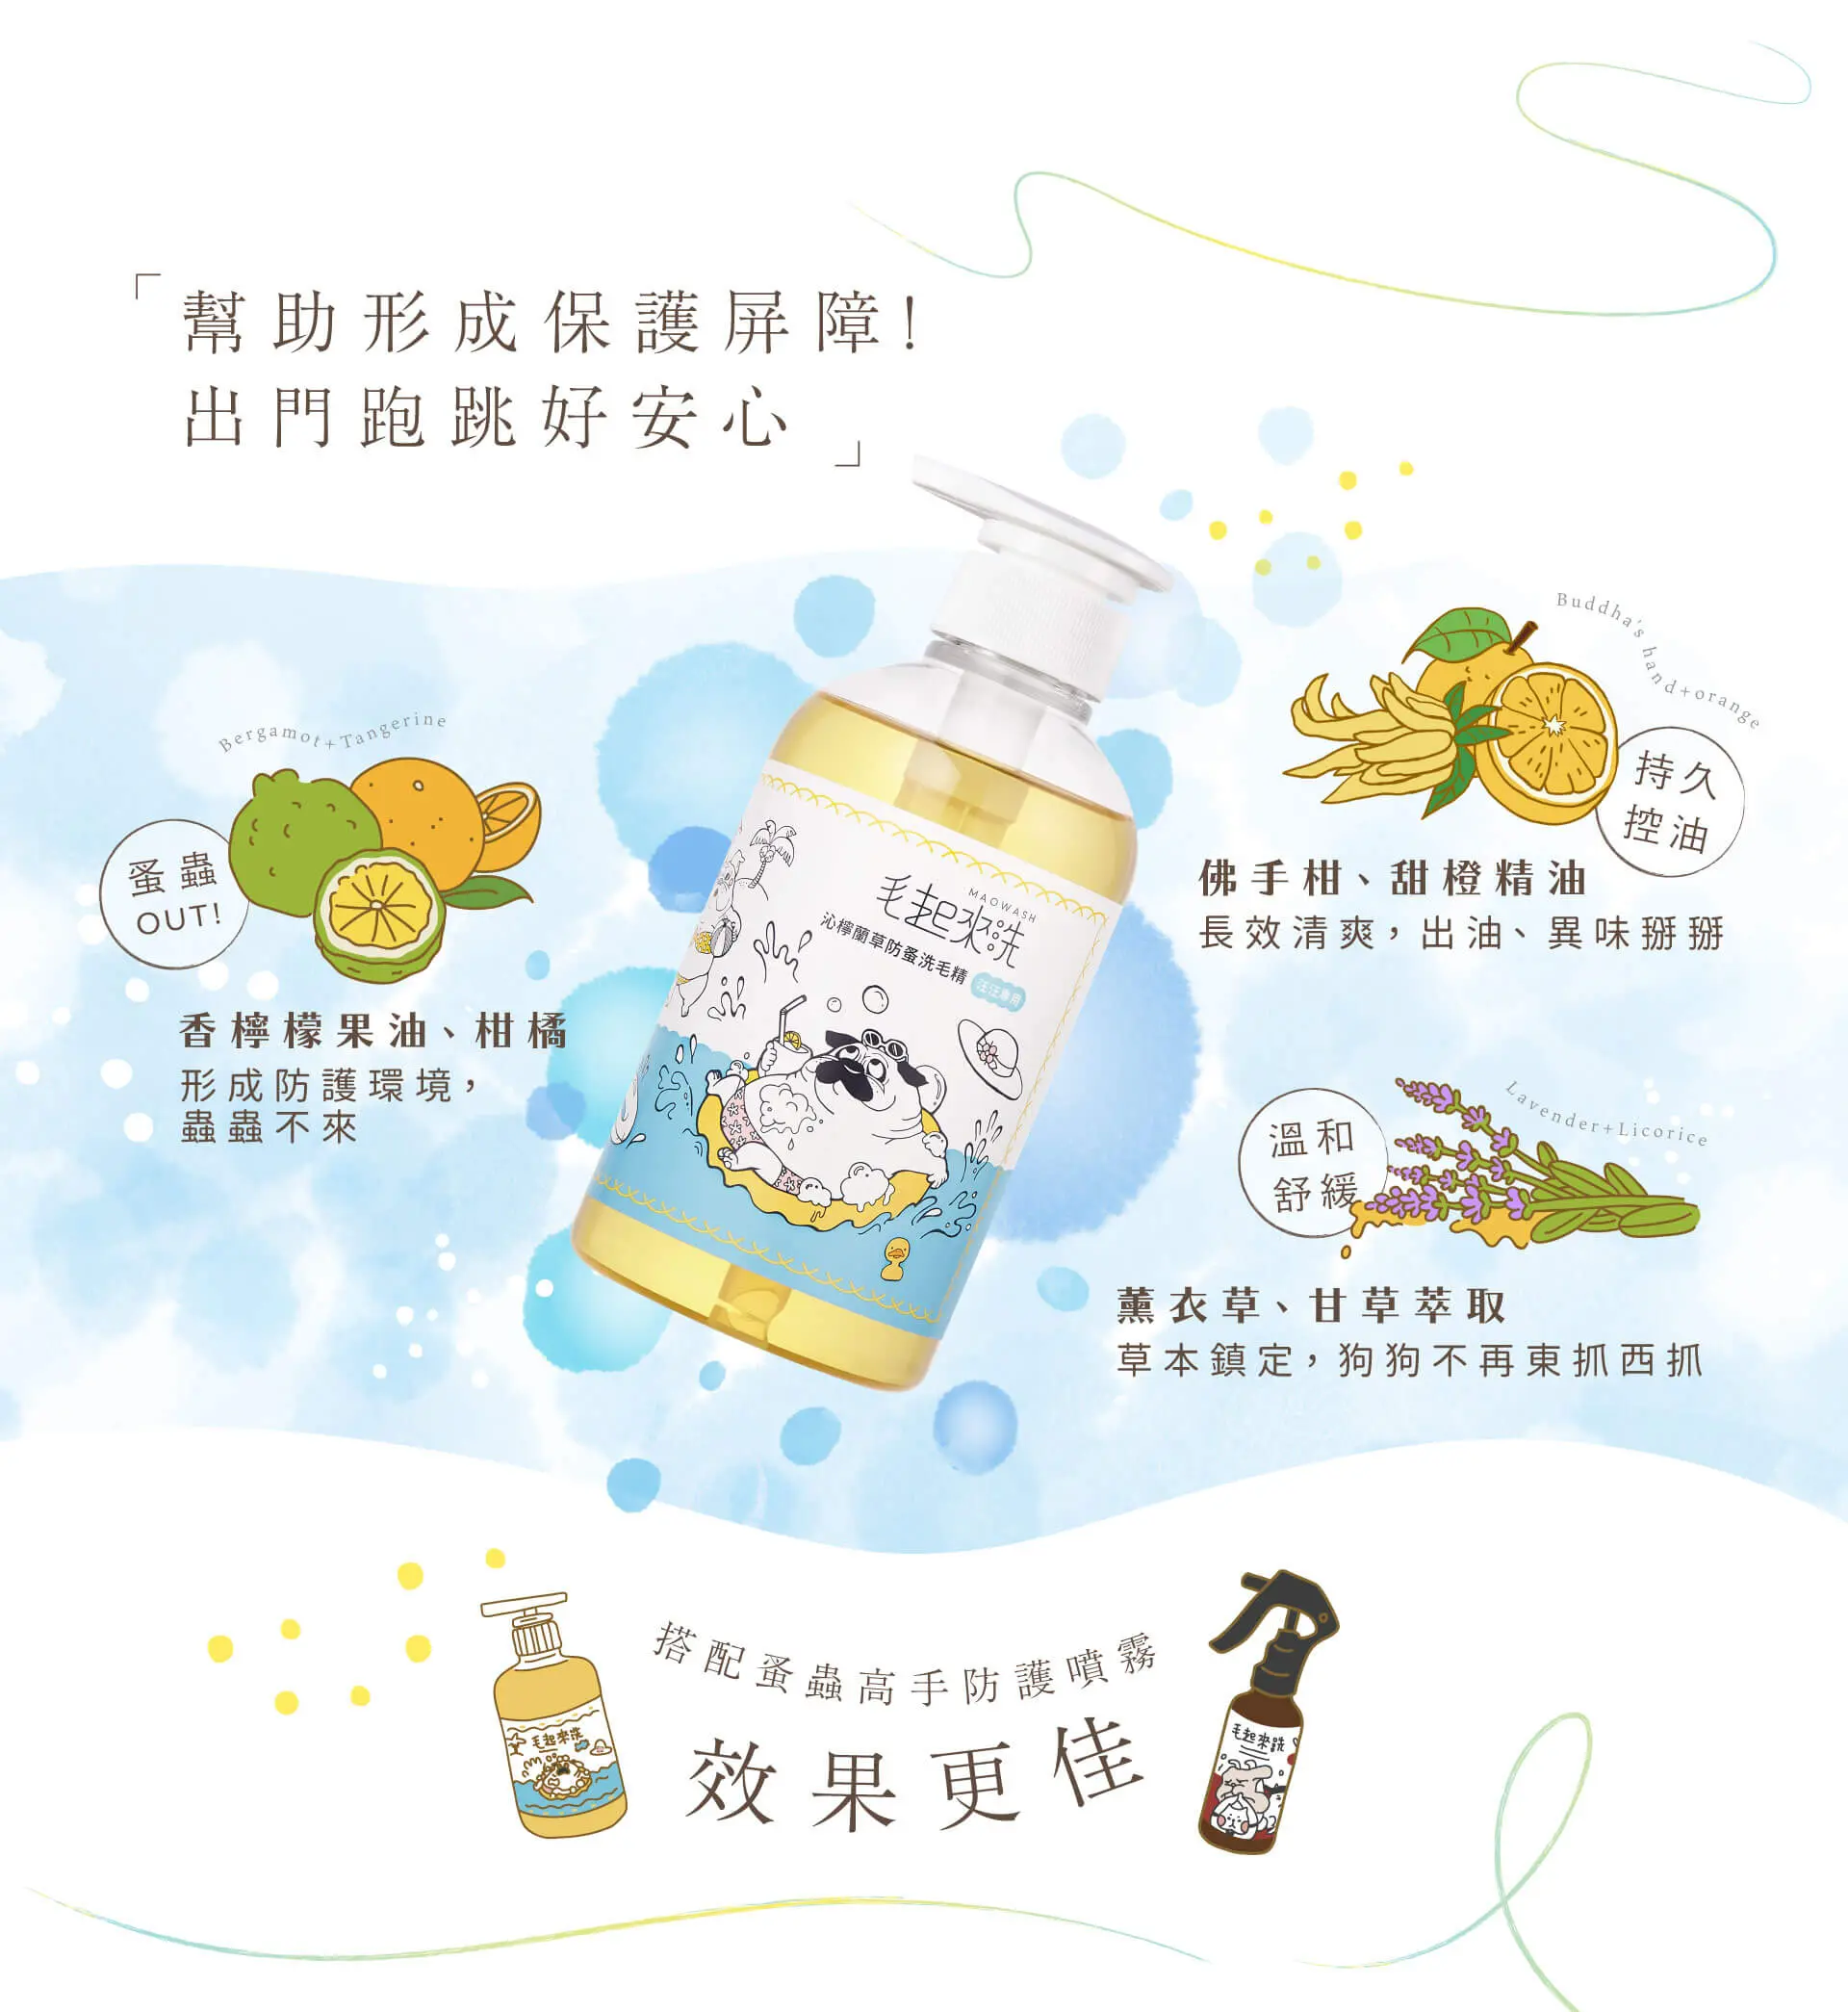 「幫助形成保護屏障!
出門跑跳好安心」
Bergamot+Tangerine
蚤蟲
OUT!
香檸檬果油、柑橘
形成防護環境，
蟲蟲不來
毛起來洗
MAOWASH
沁檸蘭草防蚤洗毛精
汪汪專用
Buddha's hand+orange
持久
控油
佛手柑、甜橙精油
長效清爽，出油、異味掰掰
Lavender+Licorice
溫和
舒緩
薰衣草、甘草萃取
草本鎮定，狗狗不再東抓西抓
搭配蚤蟲高手防護噴霧
效果更佳
毛起來洗
毛起來洗